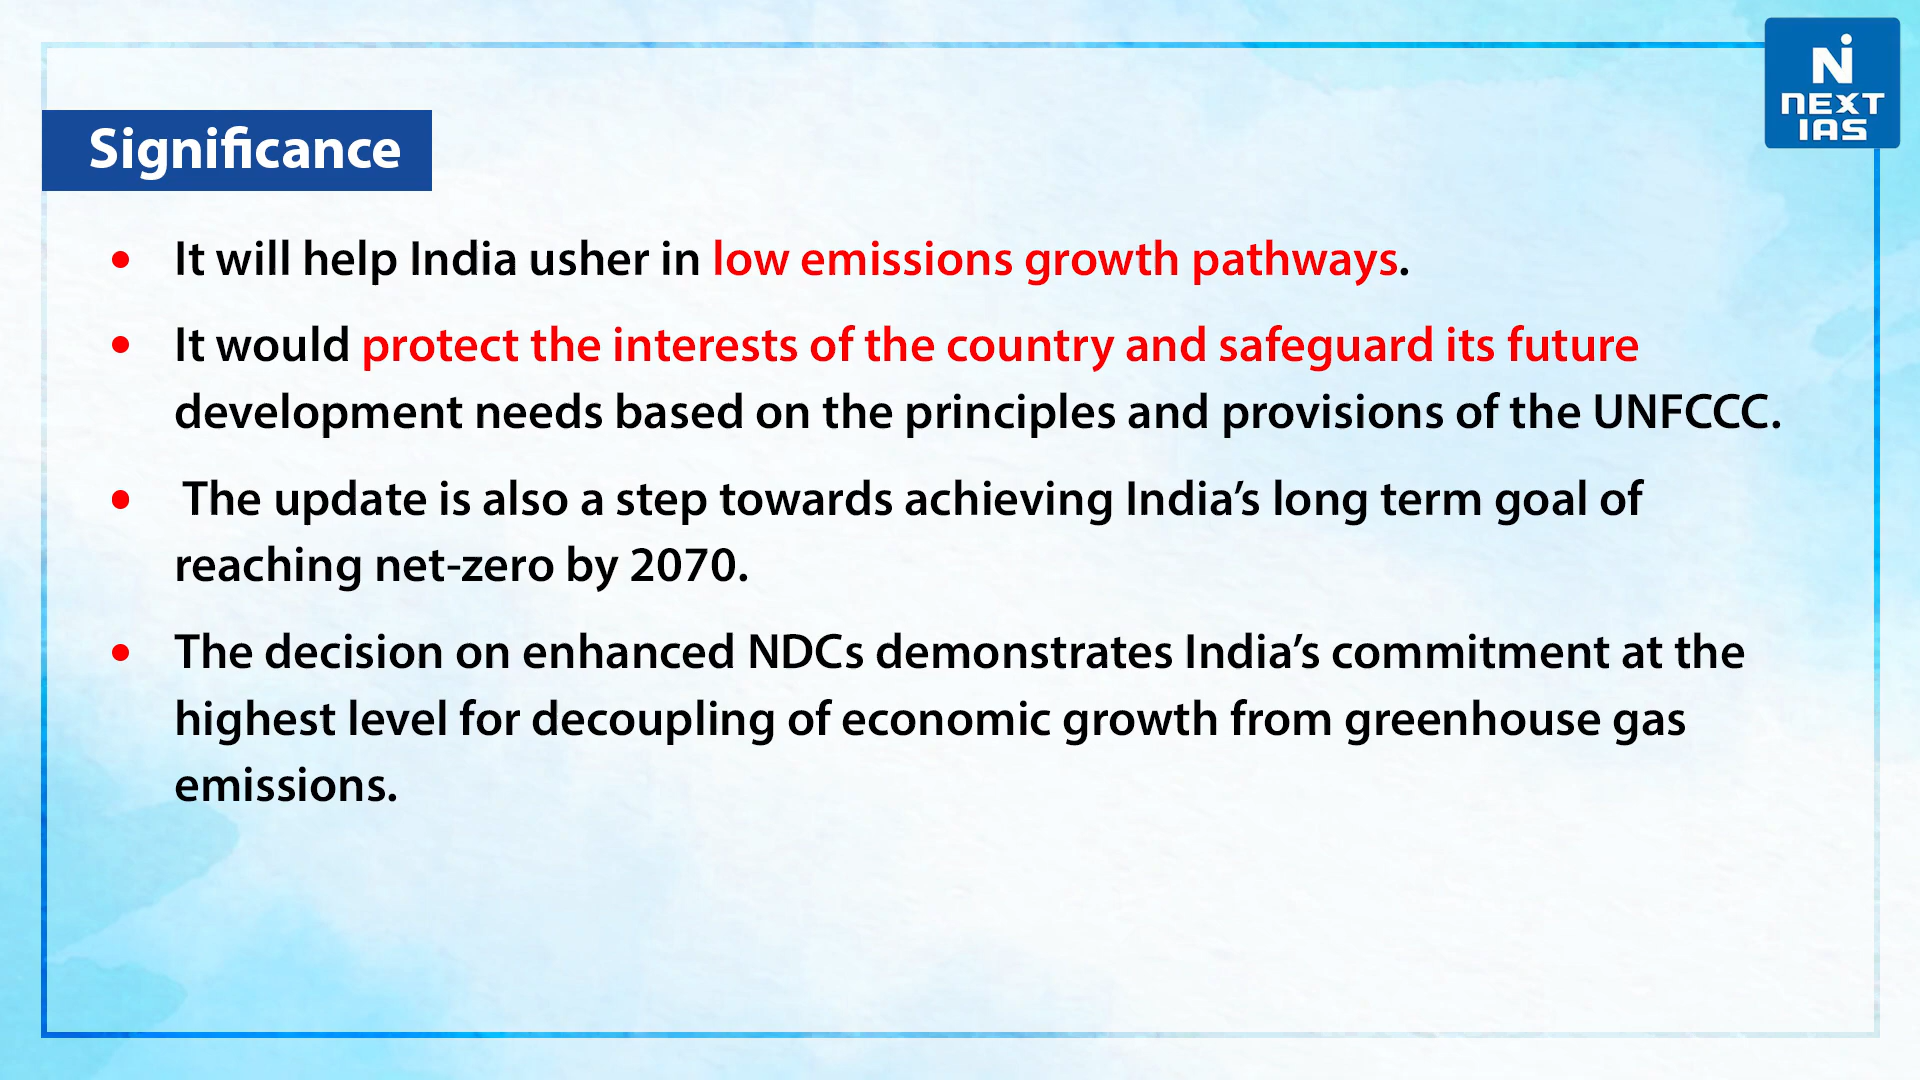 NEXT
IAS
Significance
• It will help India usher in low emissions growth pathways.
• It would protect the interests of the country and safeguard its future
development needs based on the principles and provisions of the UNFCCC.
• The update is also a step towards achieving India’s long term goal of
reaching net-zero by 2070.
• The decision on enhanced NDCs demonstrates India’s commitment at the
highest level for decoupling of economic growth from greenhouse gas
emissions.